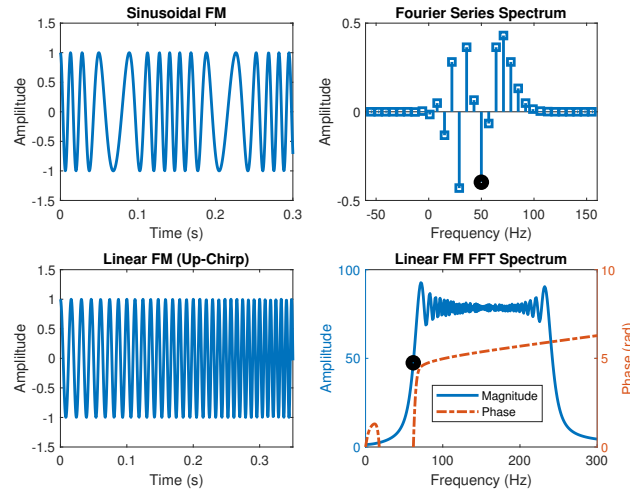 Sinusoidal FM
Amplitude
1.5
1
0.5
0
-0.5
-1
-1.5
0
0.1
0.2
0.3
Time (s)
Fourier Series Spectrum
Amplitude
0.5
0
-0.5
-50
0
50
100
150
Frequency (Hz)
Linear FM (Up-Chirp)
Amplitude
1.5
1
0.5
0
-0.5
-1
-1.5
0
0.1
0.2
0.3
Time (s)
Linear FM FFT Spectrum
Amplitude
100
50
0
10
5
0
Phase (rad)
Magnitude
Phase
0
100
200
300
Frequency (Hz)